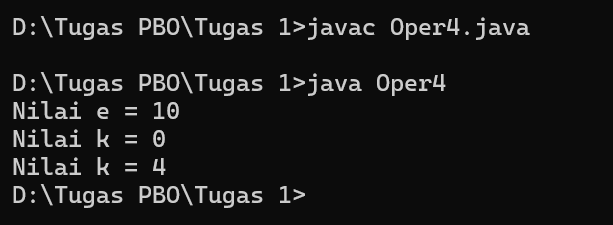 D:\Tugas PBO\Tugas 1>javac Oper4.java
D:\Tugas PBO\Tugas 1>java Oper4
Nilai e = 10
Nilai k = 0
Nilai k = 4
D:\Tugas PBO\Tugas 1>